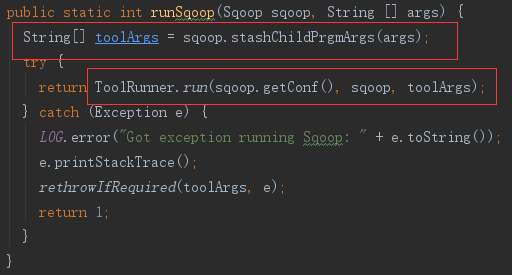 public static int runSqoop(Sqoop sqoop, String [] args) {
String[] toolArgs = sqoop.stashChildPrgmArgs(args);
try {
return ToolRunner.run(sqoop.getConf(), sqoop, toolArgs);
} catch (Exception e) {
LOG.error("Got exception running Sqoop: " + e.toString());
e.printStackTrace();
rethrowIfRequired(toolArgs, e);
return 1;
}
}